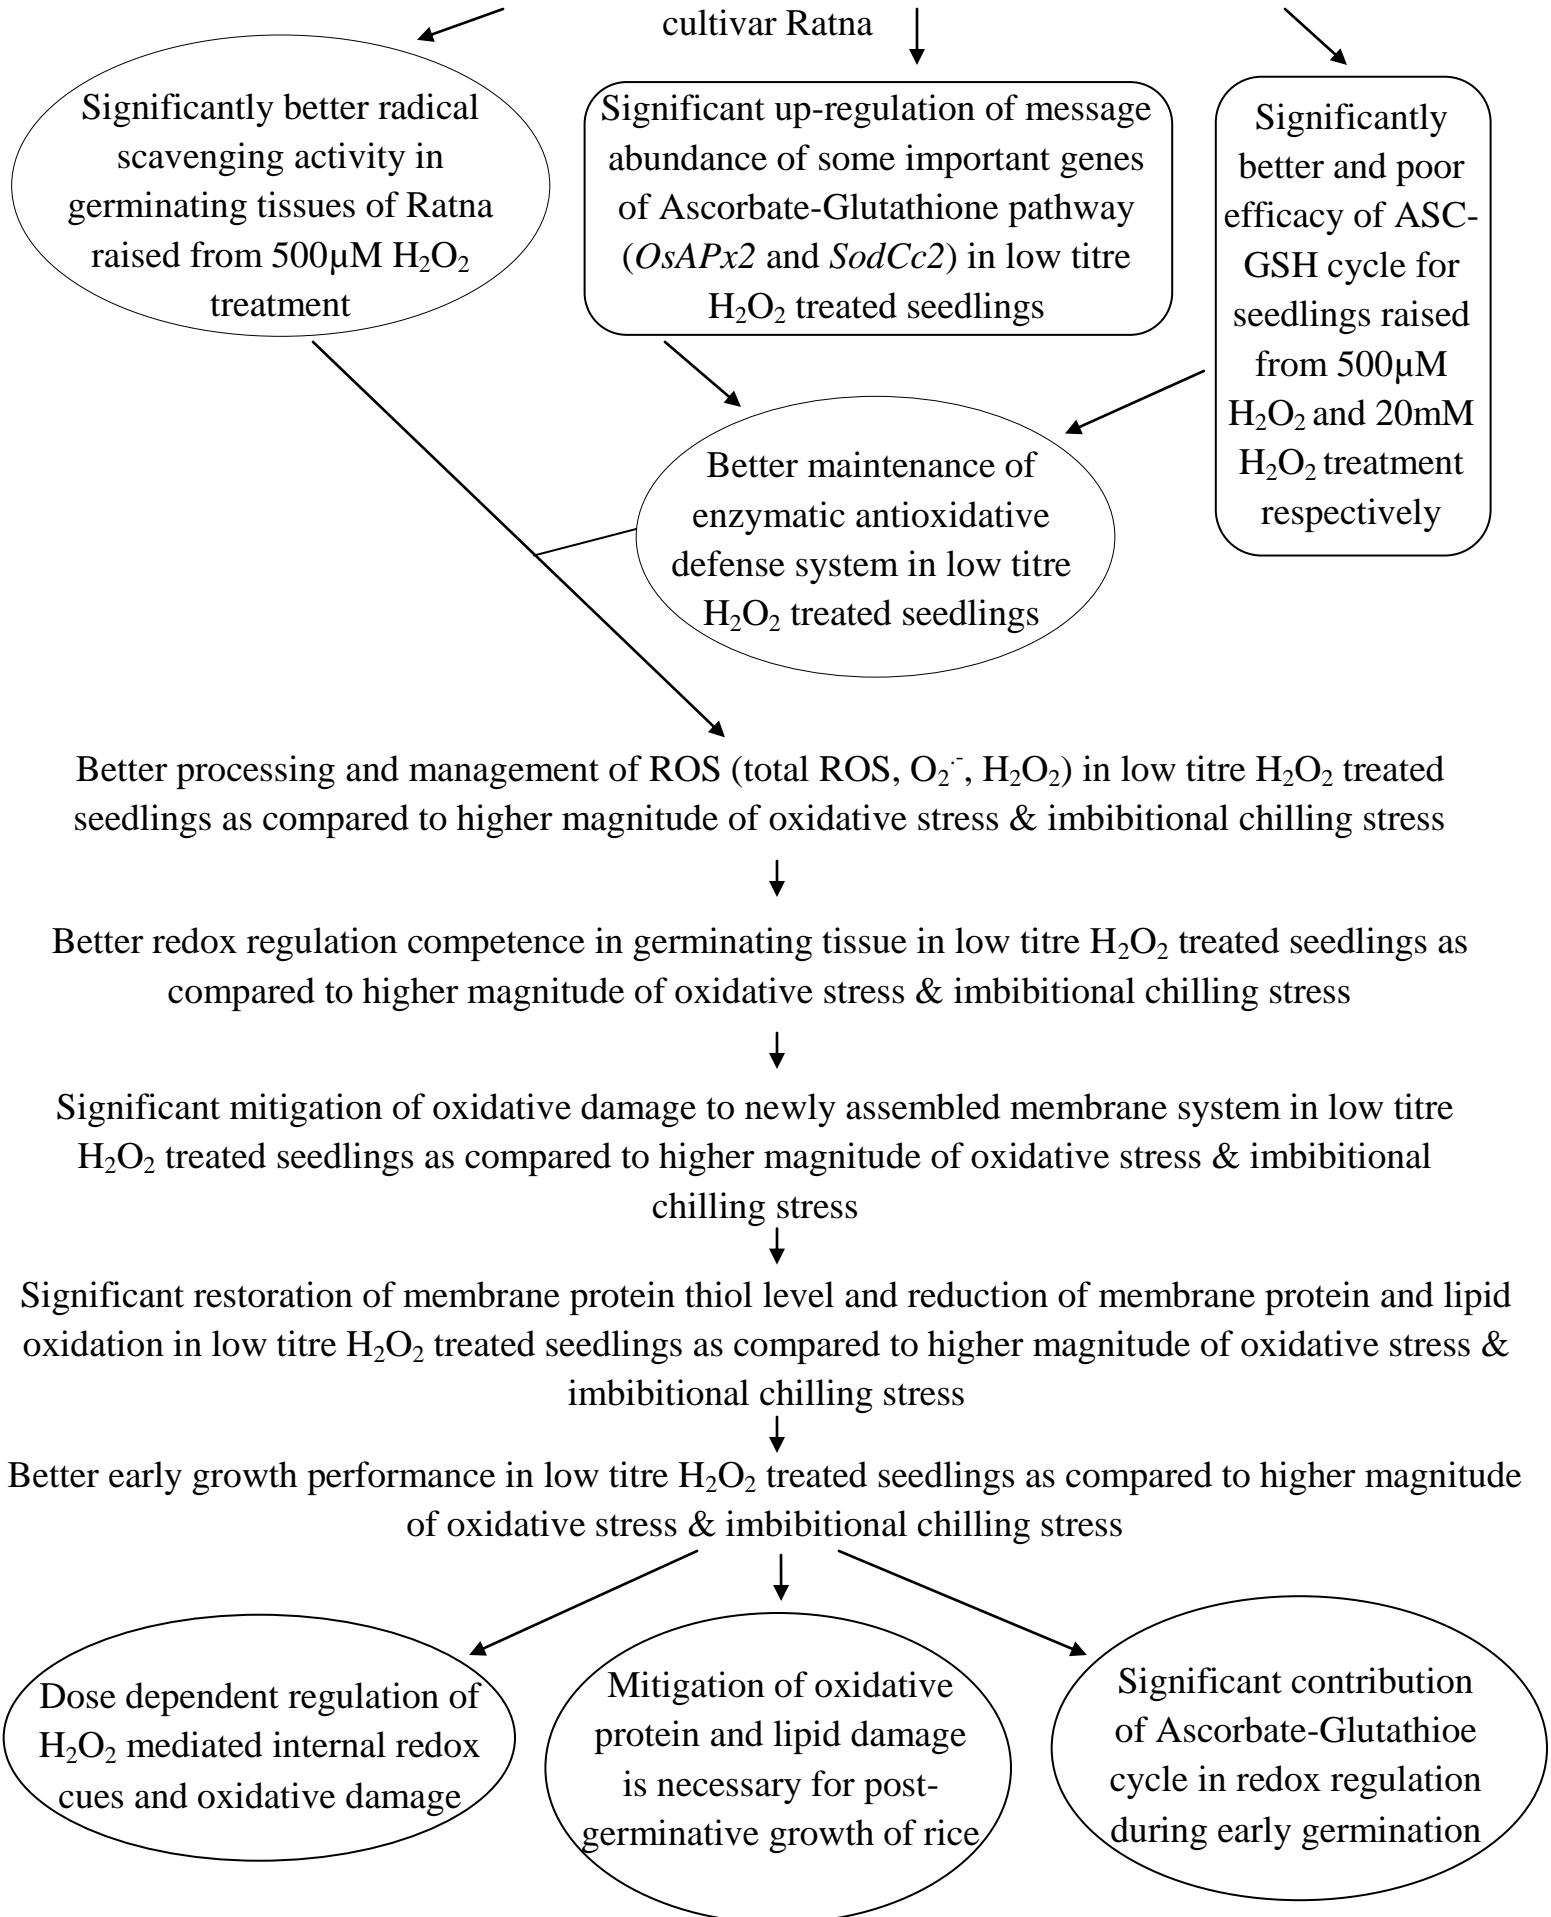 cultivar Ratna
Significantly better radical
scavenging activity in
germinating tissues of Ratna
raised from 500µM H₂O₂
treatment
Significant up-regulation of message
abundance of some important genes
of Ascorbate-Glutathione pathway
(OsAPx2 and SodCc2) in low titre
H₂O₂ treated seedlings
Significantly
better and poor
efficacy of ASC-
GSH cycle for
seedlings raised
from 500µM
H₂O₂ and 20mM
H₂O₂ treatment
respectively
Better maintenance of
enzymatic antioxidative
defense system in low titre
H₂O₂ treated seedlings
Better processing and management of ROS (total ROS, O₂·⁻, H₂O₂) in low titre H₂O₂ treated
seedlings as compared to higher magnitude of oxidative stress & imbibitional chilling stress
Better redox regulation competence in germinating tissue in low titre H₂O₂ treated seedlings as
compared to higher magnitude of oxidative stress & imbibitional chilling stress
Significant mitigation of oxidative damage to newly assembled membrane system in low titre
H₂O₂ treated seedlings as compared to higher magnitude of oxidative stress & imbibitional
chilling stress
Significant restoration of membrane protein thiol level and reduction of membrane protein and lipid
oxidation in low titre H₂O₂ treated seedlings as compared to higher magnitude of oxidative stress &
imbibitional chilling stress
Better early growth performance in low titre H₂O₂ treated seedlings as compared to higher magnitude
of oxidative stress & imbibitional chilling stress
Dose dependent regulation of
H₂O₂ mediated internal redox
cues and oxidative damage
Mitigation of oxidative
protein and lipid damage
is necessary for post-
germinative growth of rice
Significant contribution
of Ascorbate-Glutathioe
cycle in redox regulation
during early germination